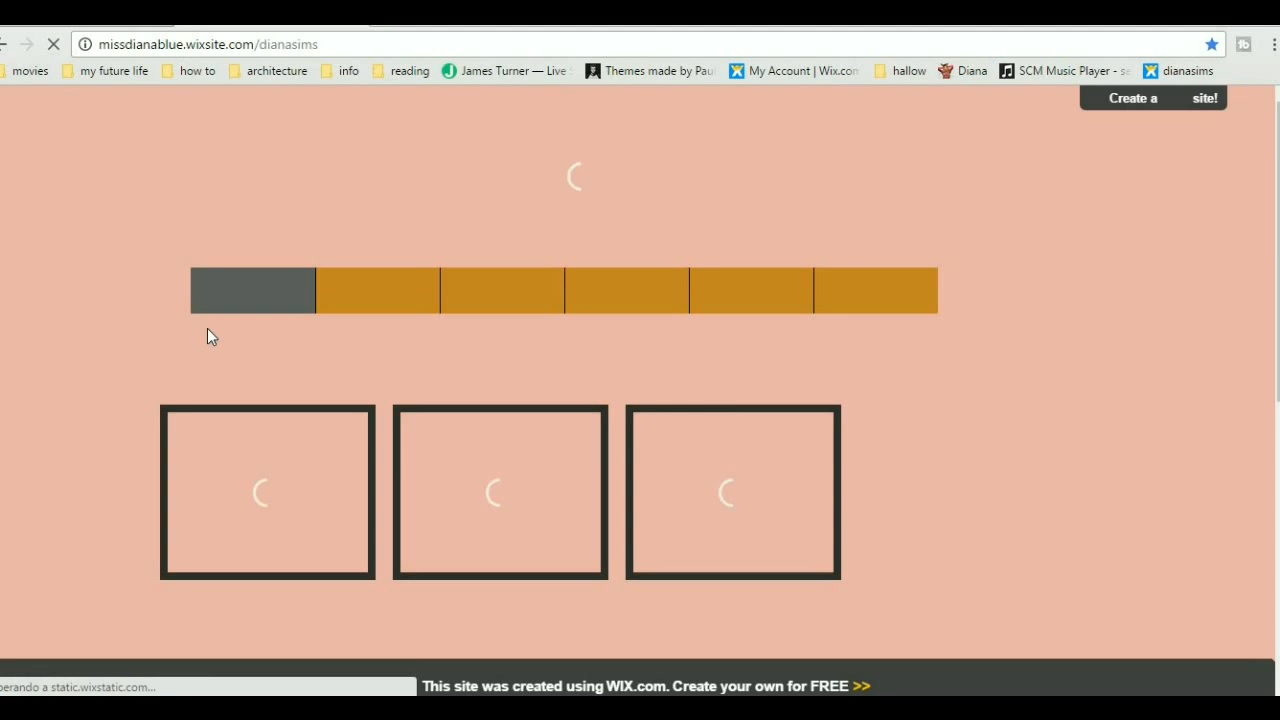 missdianablue.wixsite.com/dianasims
movies my future life how to architecture info reading James Turner — Live Themes made by Paul My Account | Wix.com hallow Diana SCM Music Player - se dianasims
Create a site!
perando a static.wixstatic.com...
This site was created using WIX.com. Create your own for FREE >>